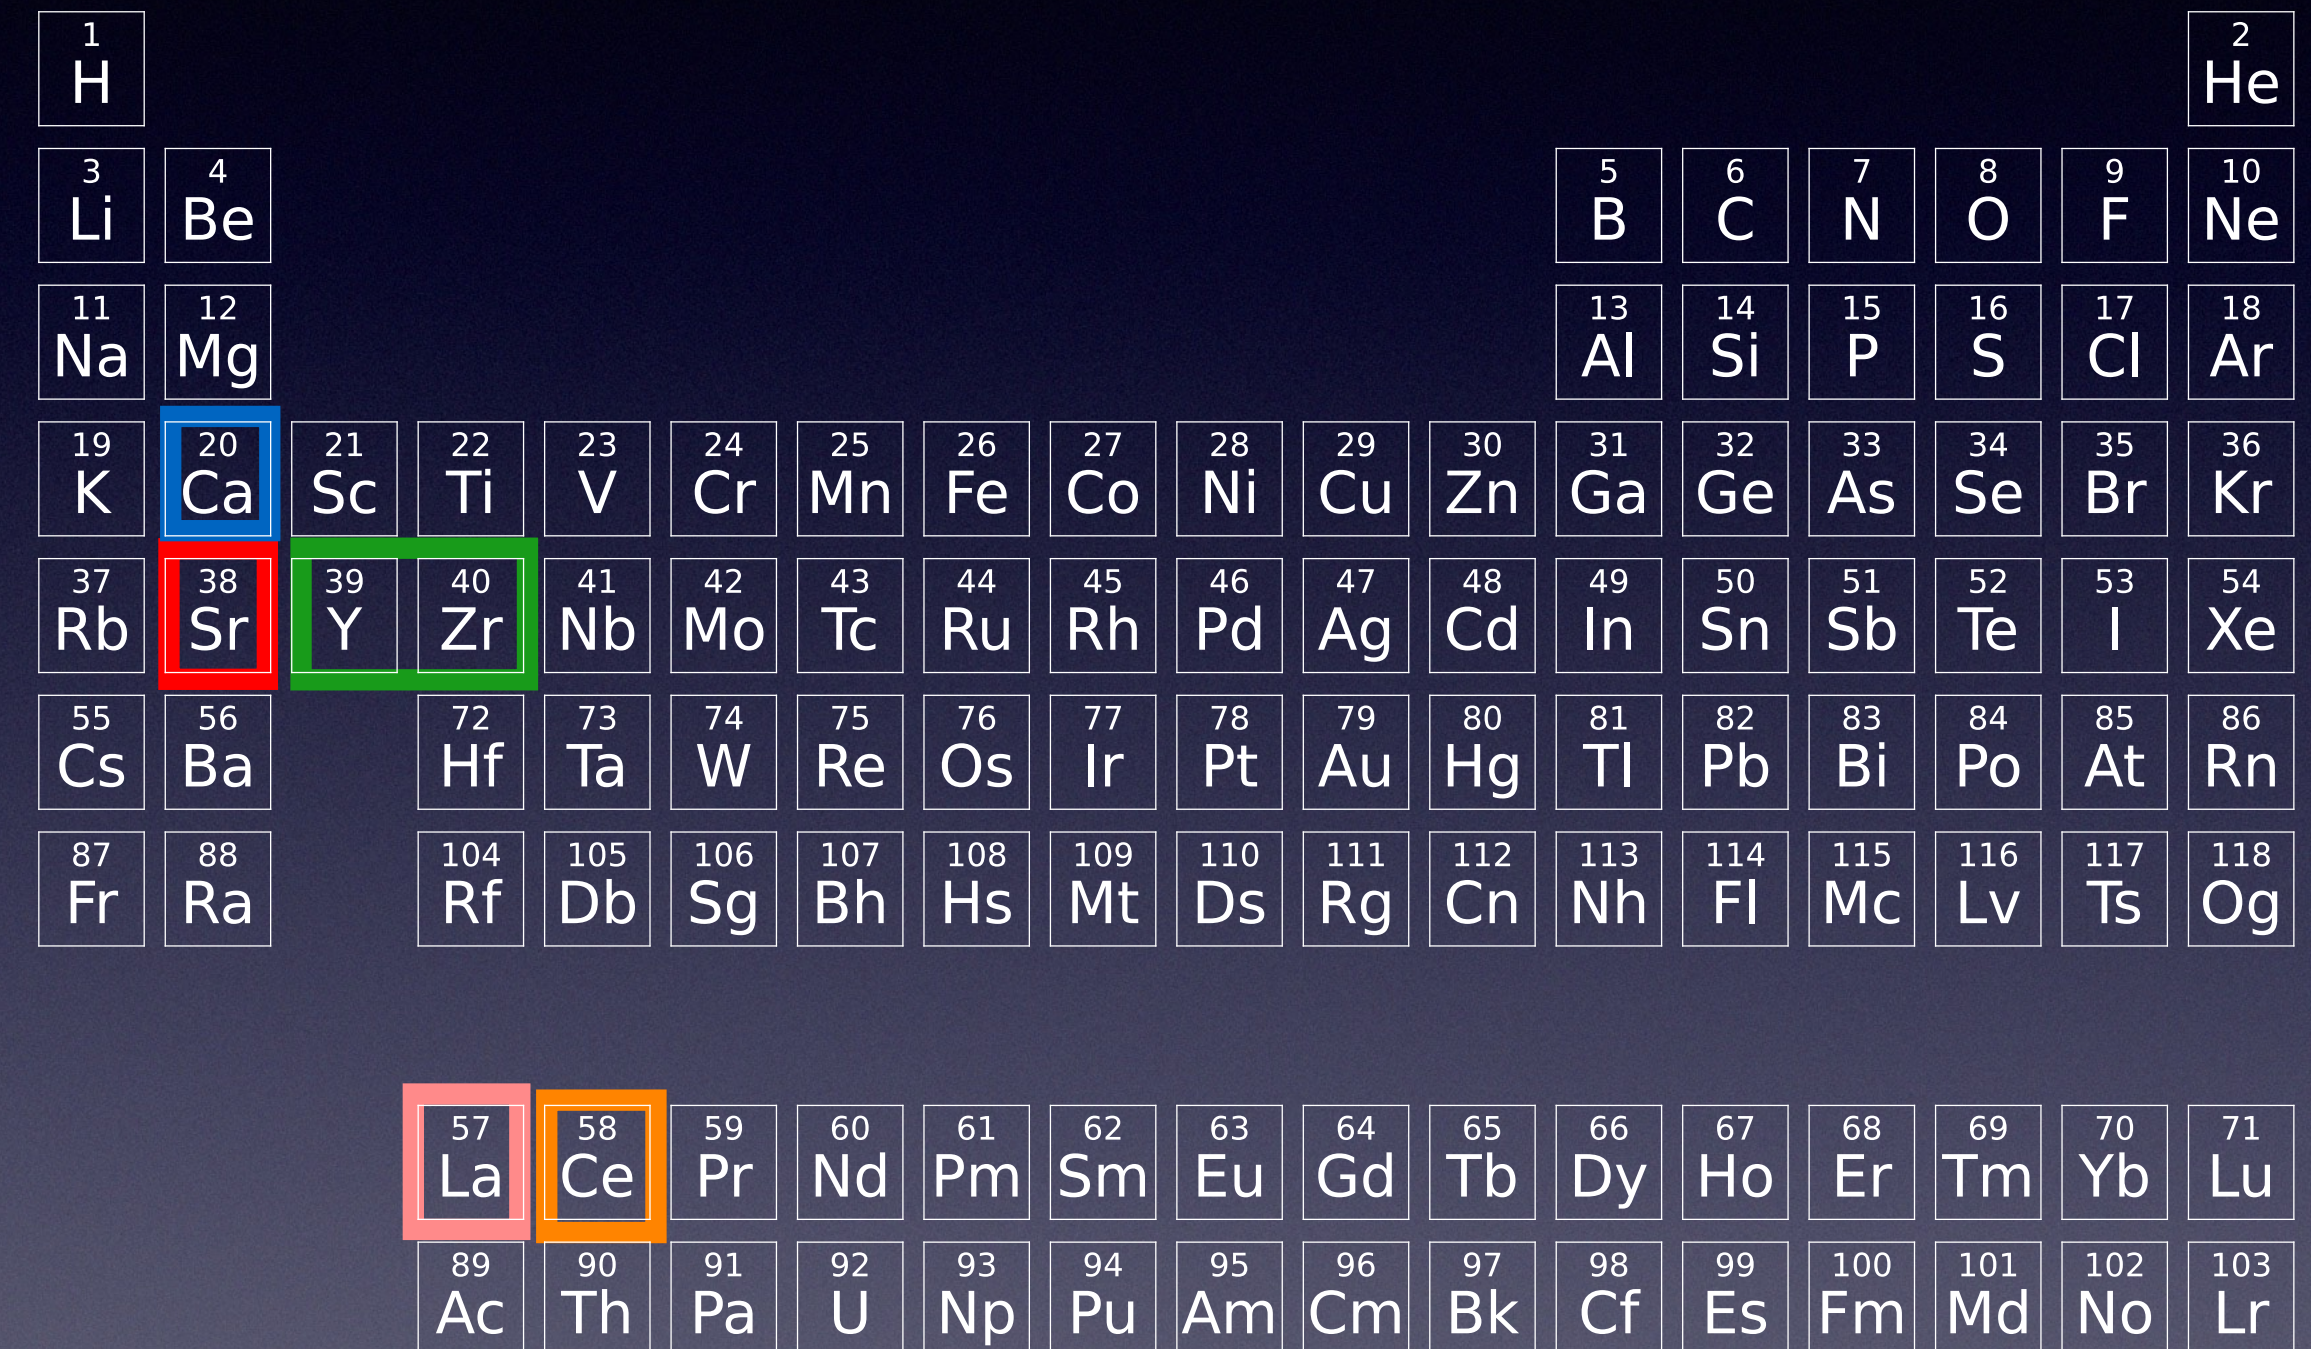 1 2
H He
3 4 5 6 7 8 9 10
Li Be B C N O F Ne
11 12 13 14 15 16 17 18
Na Mg Al Si P S Cl Ar
19 20 21 22 23 24 25 26 27 28 29 30 31 32 33 34 35 36
K Ca Sc Ti V Cr Mn Fe Co Ni Cu Zn Ga Ge As Se Br Kr
37 38 39 40 41 42 43 44 45 46 47 48 49 50 51 52 53 54
Rb Sr Y Zr Nb Mo Tc Ru Rh Pd Ag Cd In Sn Sb Te I Xe
55 56 72 73 74 75 76 77 78 79 80 81 82 83 84 85 86
Cs Ba Hf Ta W Re Os Ir Pt Au Hg Tl Pb Bi Po At Rn
87 88 104 105 106 107 108 109 110 111 112 113 114 115 116 117 118
Fr Ra Rf Db Sg Bh Hs Mt Ds Rg Cn Nh Fl Mc Lv Ts Og
57 58 59 60 61 62 63 64 65 66 67 68 69 70 71
La Ce Pr Nd Pm Sm Eu Gd Tb Dy Ho Er Tm Yb Lu
89 90 91 92 93 94 95 96 97 98 99 100 101 102 103
Ac Th Pa U Np Pu Am Cm Bk Cf Es Fm Md No Lr